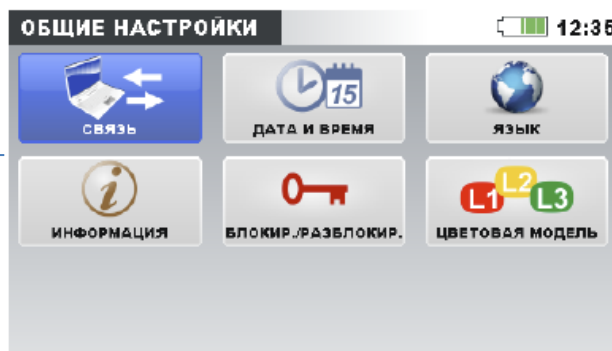 ОБЩИЕ НАСТРОЙКИ 12:35
15
СВЯЗЬ ДАТА И ВРЕМЯ ЯЗЫК
i L1 L2 L3
ИНФОРМАЦИЯ БЛОКИР./РАЗБЛОКИР. ЦВЕТОВАЯ МОДЕЛЬ